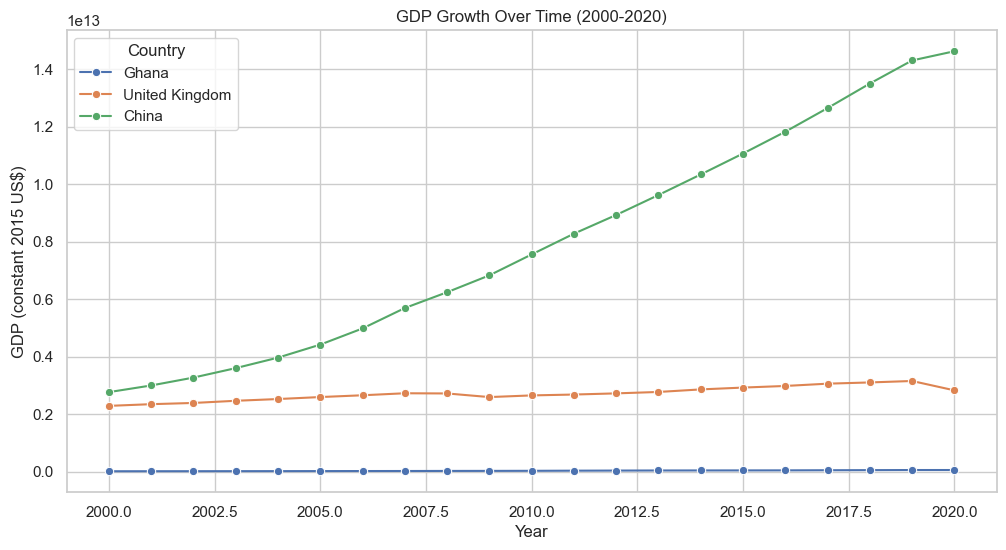 GDP Growth Over Time (2000-2020)
1e13
Country
Ghana
United Kingdom
China
GDP (constant 2015 US$)
1.4
1.2
1.0
0.8
0.6
0.4
0.2
0.0
2000.0 2002.5 2005.0 2007.5 2010.0 2012.5 2015.0 2017.5 2020.0
Year